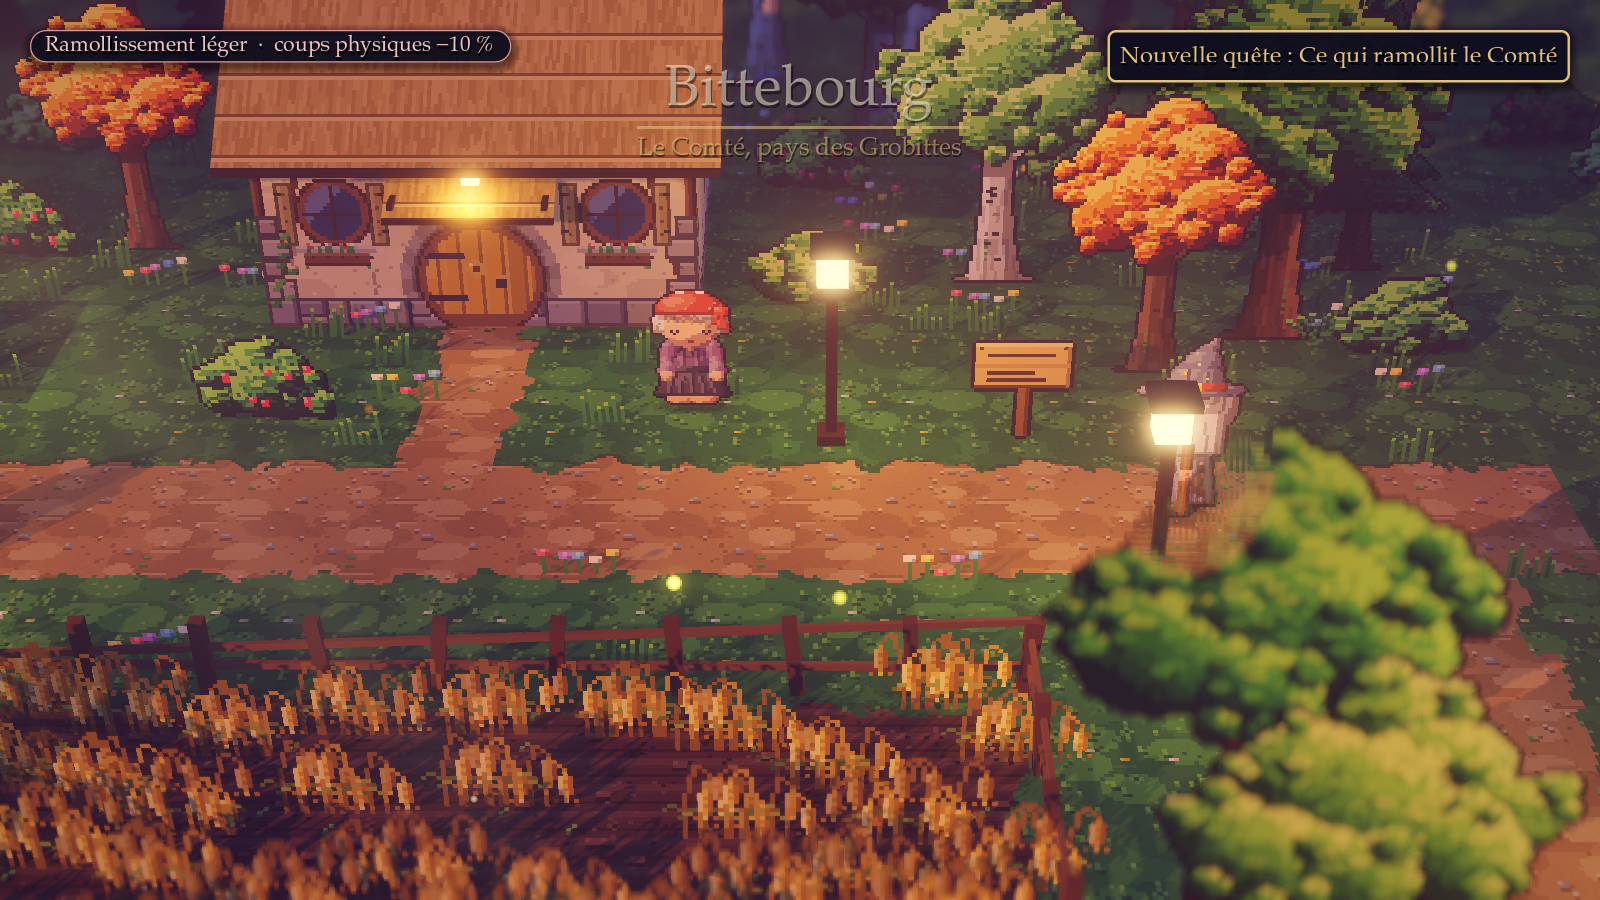 Ramollissement léger · coups physiques −10 %
Nouvelle quête : Ce qui ramollit le Comté
Bittebourg
Le Comté, pays des Grobittes